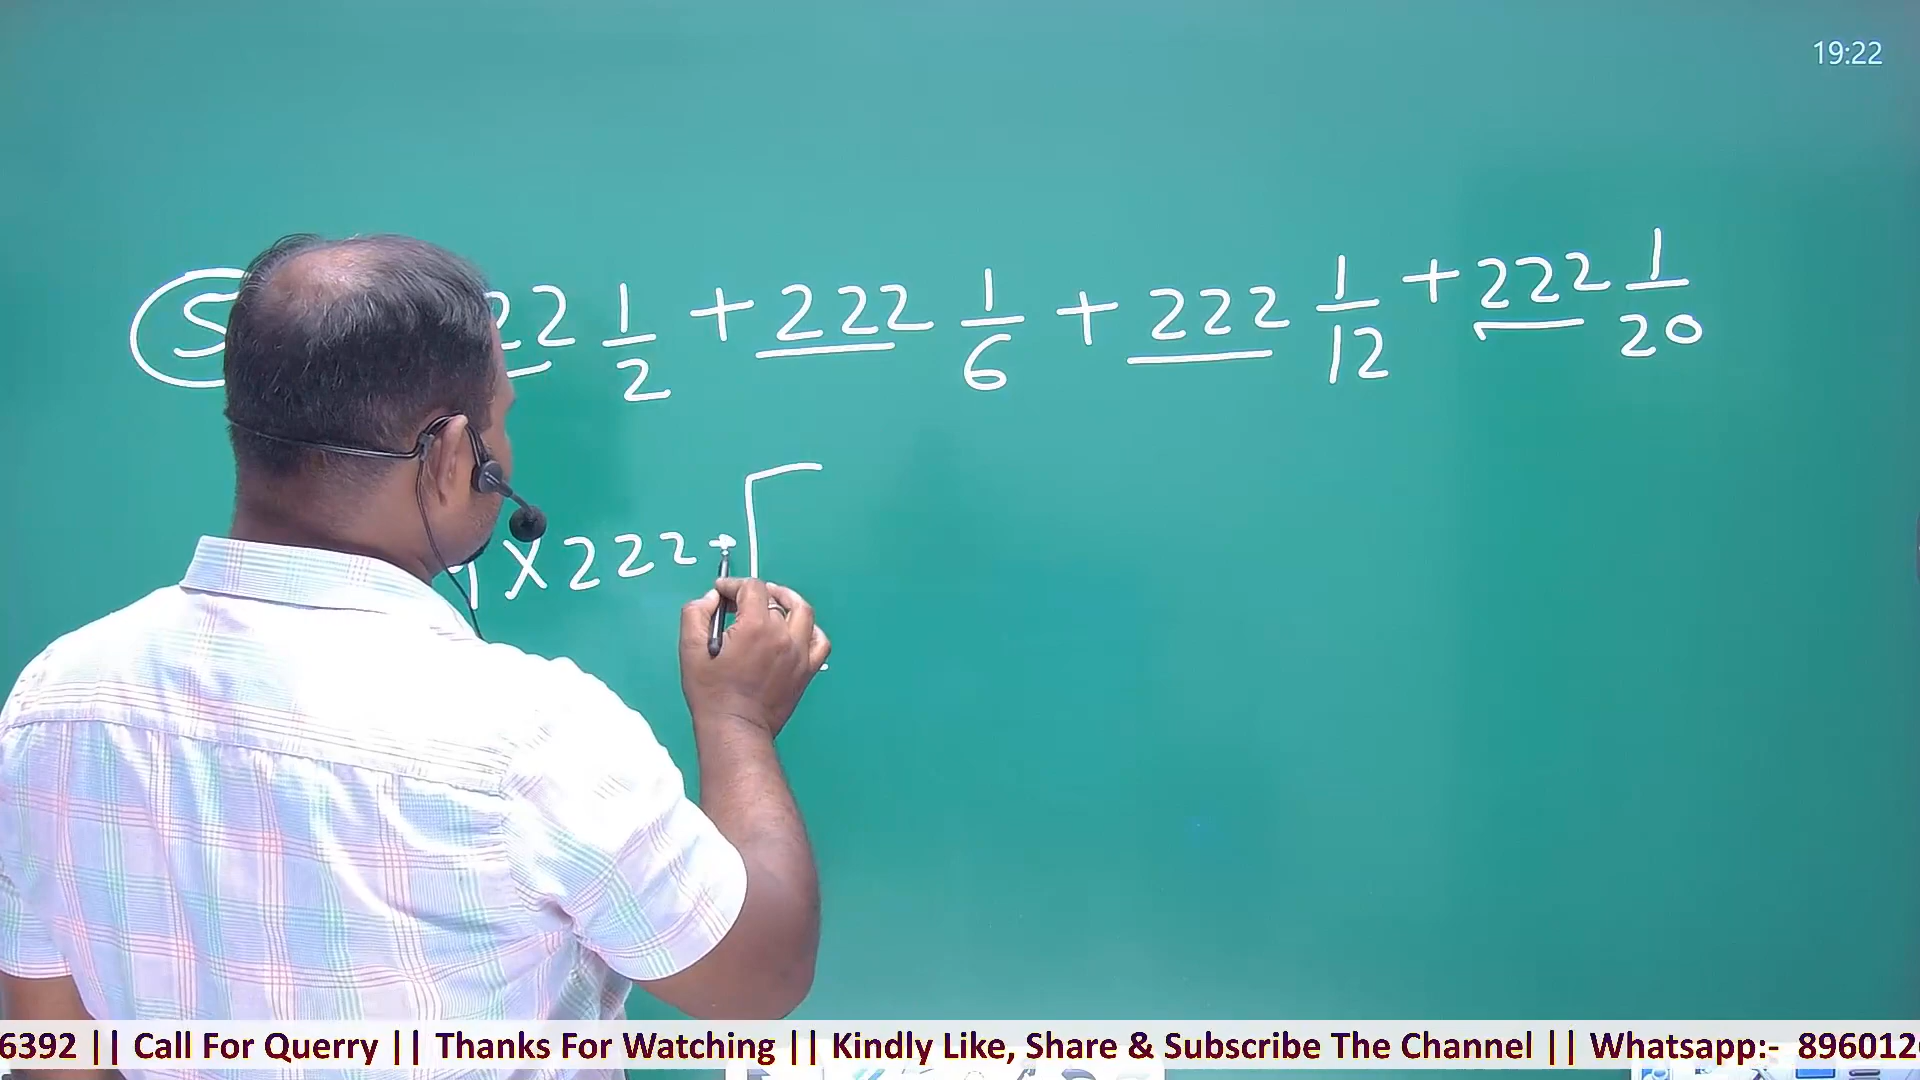 19:22
5 22 1/2 + 222 1/6 + 222 1/12 + 222 1/20
X 222 +[
6392 || Call For Querry || Thanks For Watching || Kindly Like, Share & Subscribe The Channel || Whatsapp:- 896012